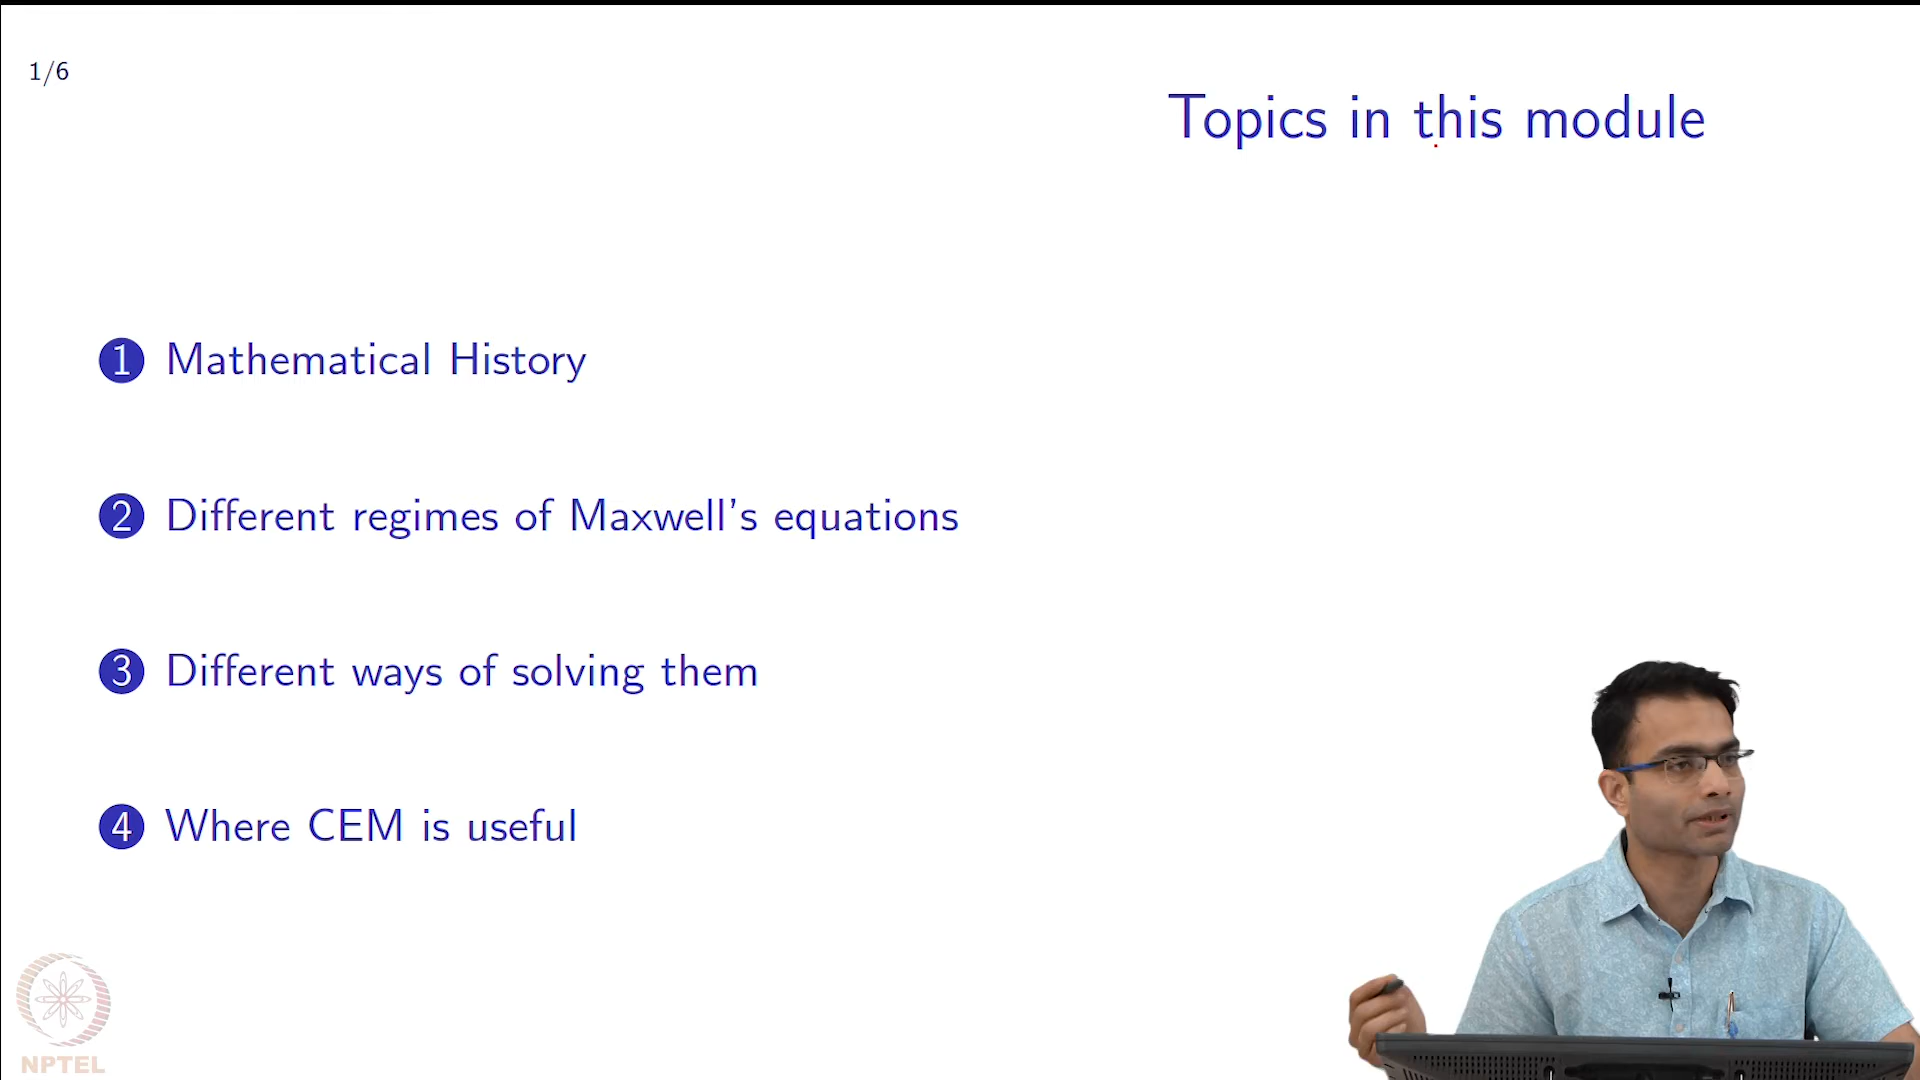 1/6
Topics in this module
1 Mathematical History
2 Different regimes of Maxwell's equations
3 Different ways of solving them
4 Where CEM is useful
NPTEL